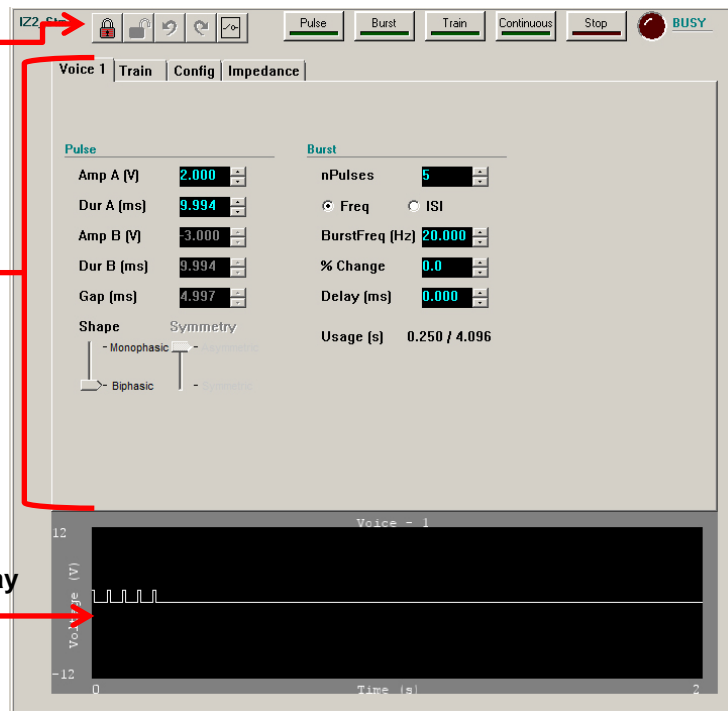 IZ2
Pulse Burst Train Continuous Stop BUSY
Voice 1 Train Config Impedance
Pulse Burst
Amp A (V) 2.000 nPulses 5
Dur A (ms) 9.994 Freq ISI
Amp B (V) -3.000 BurstFreq (Hz) 20.000
Dur B (ms) 9.994 % Change 0.0
Gap (ms) 4.997 Delay (ms) 0.000
Shape Symmetry Usage (s) 0.250 / 4.096
- Monophasic - Asymmetric
- Biphasic - Symmetric
Voice - 1
12
Voltage (V)
-12
0 Time (s) 2